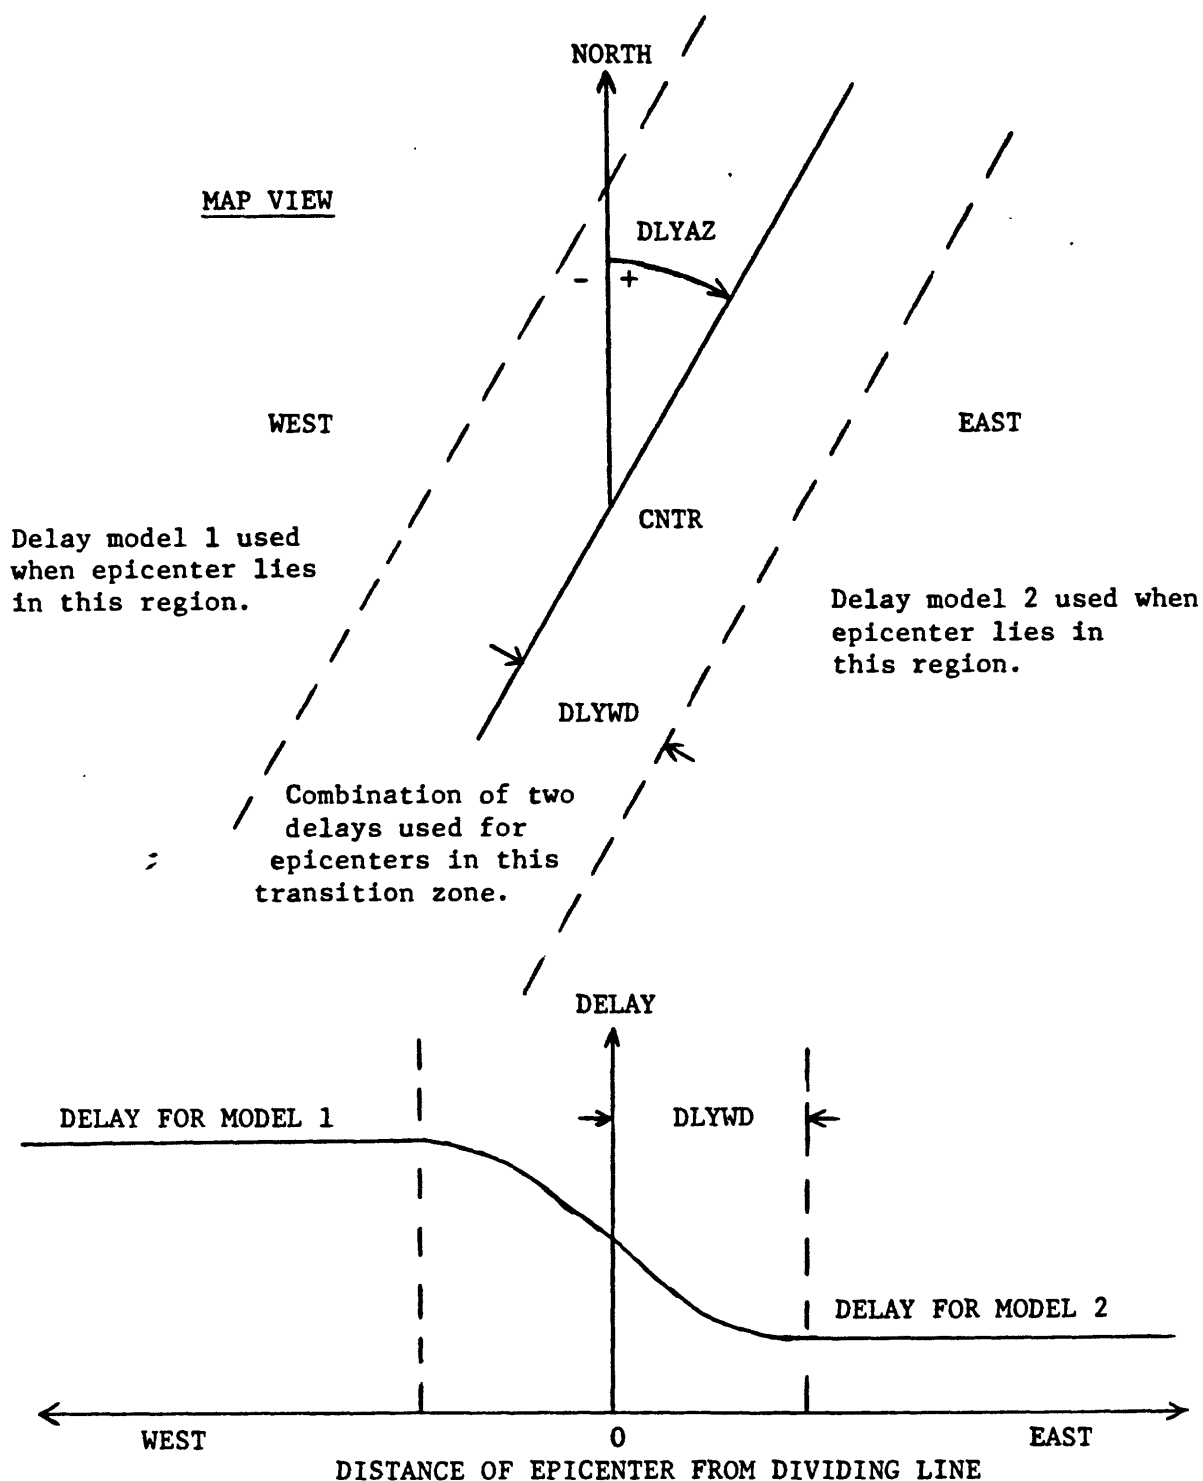 NORTH
MAP VIEW
DLYAZ
- +
WEST
EAST
CNTR
Delay model 1 used
when epicenter lies
in this region.
Delay model 2 used when
epicenter lies in
this region.
DLYWD
Combination of two
delays used for
epicenters in this
transition zone.
DELAY
DELAY FOR MODEL 1
DLYWD
DELAY FOR MODEL 2
WEST
0
EAST
DISTANCE OF EPICENTER FROM DIVIDING LINE